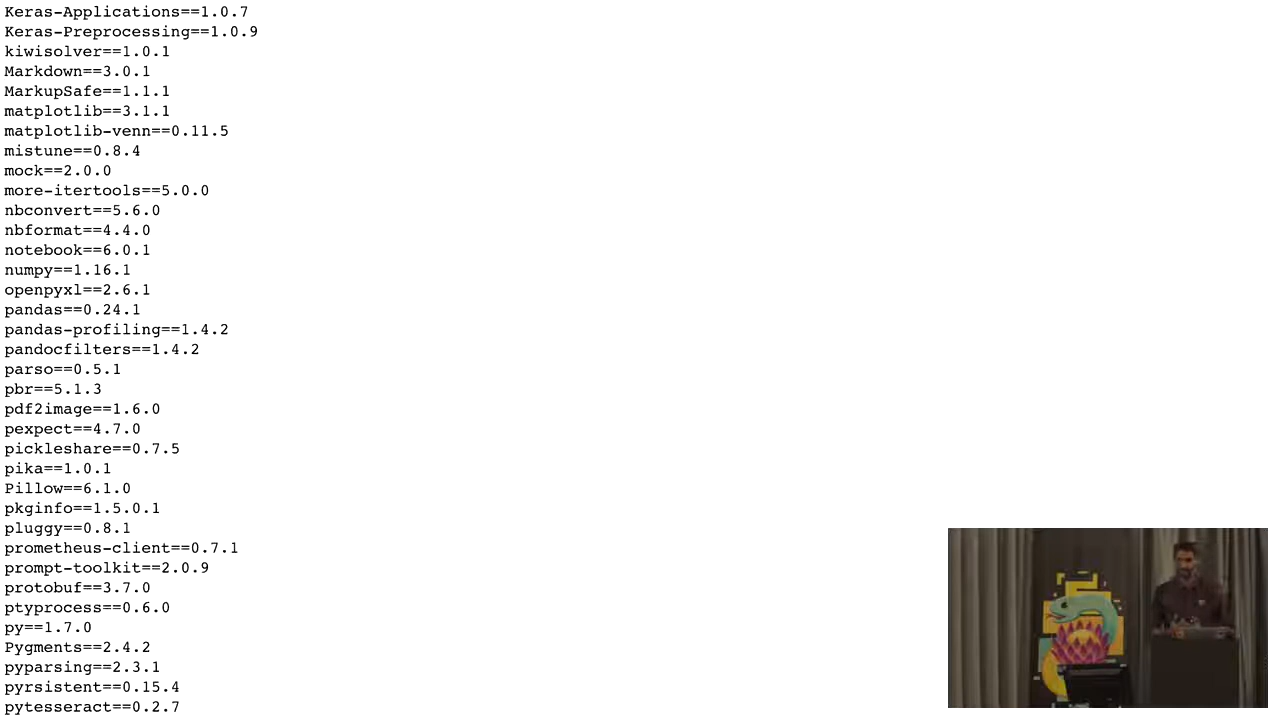 Keras-Applications==1.0.7
Keras-Preprocessing==1.0.9
kiwisolver==1.0.1
Markdown==3.0.1
MarkupSafe==1.1.1
matplotlib==3.1.1
matplotlib-venn==0.11.5
mistune==0.8.4
mock==2.0.0
more-itertools==5.0.0
nbconvert==5.6.0
nbformat==4.4.0
notebook==6.0.1
numpy==1.16.1
openpyxl==2.6.1
pandas==0.24.1
pandas-profiling==1.4.2
pandocfilters==1.4.2
parso==0.5.1
pbr==5.1.3
pdf2image==1.6.0
pexpect==4.7.0
pickleshare==0.7.5
pika==1.0.1
Pillow==6.1.0
pkginfo==1.5.0.1
pluggy==0.8.1
prometheus-client==0.7.1
prompt-toolkit==2.0.9
protobuf==3.7.0
ptyprocess==0.6.0
py==1.7.0
Pygments==2.4.2
pyparsing==2.3.1
pyrsistent==0.15.4
pytesseract==0.2.7